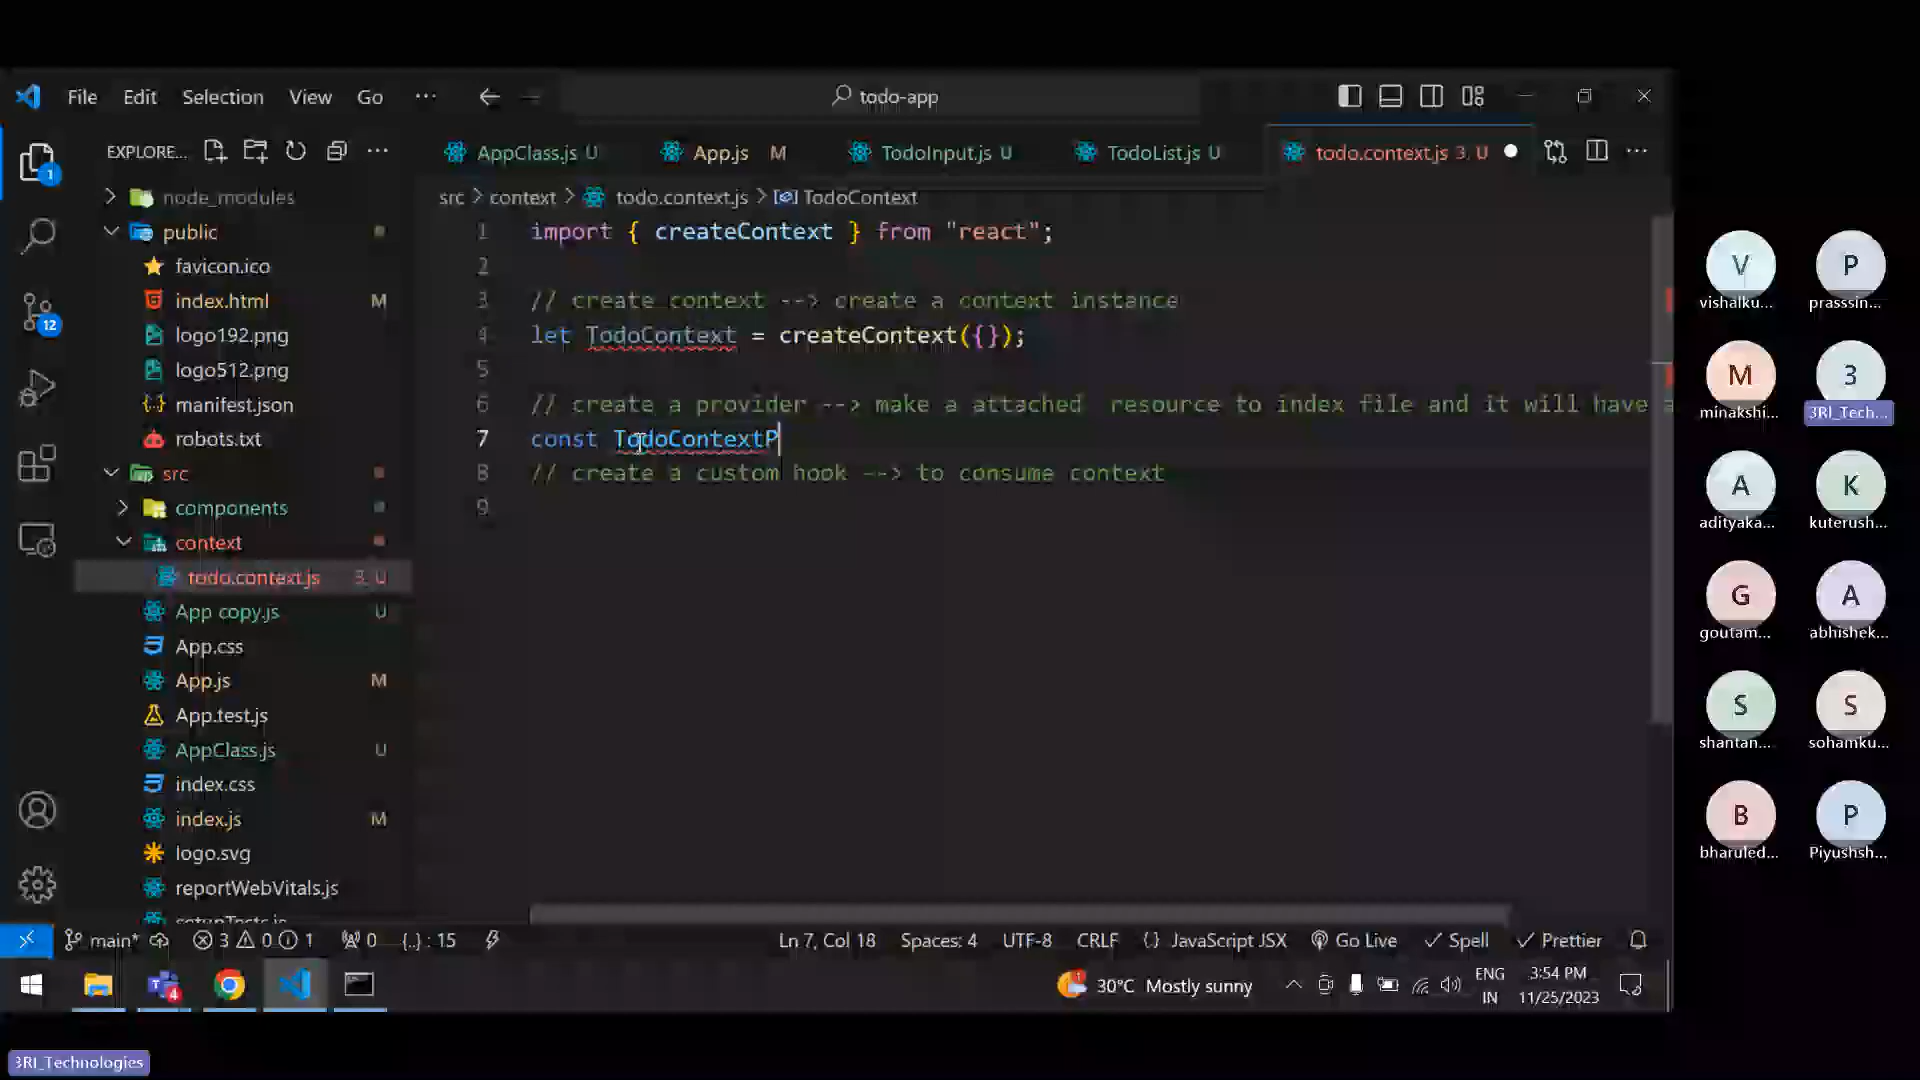 File Edit Selection View Go ··· todo-app
EXPLORE... AppClass.js U App.js M TodoInput.js U TodoList.js U todo.context.js 3, U
src > context > todo.context.js > TodoContext
node_modules
public
favicon.ico
index.html M
logo192.png
logo512.png
manifest.json
robots.txt
src
components
context
todo.context.js 3, U
App copy.js U
App.css
App.js M
App.test.js
AppClass.js U
index.css
index.js M
logo.svg
reportWebVitals.js
setupTests.js
1 import { createContext } from "react";
2
3 // create context --> create a context instance
4 let TodoContext = createContext({});
5
6 // create a provider --> make a attached  resource to index file and it will have a
7 const TodoContextP
8 // create a custom hook --> to consume context
9
1
12
main* 3 0 1 0 {..} : 15 Ln 7, Col 18 Spaces: 4 UTF-8 CRLF {} JavaScript JSX Go Live Spell Prettier
4 1 30°C Mostly sunny ENG IN 3:54 PM 11/25/2023
V P
vishalku... prasssin...
M 3
minakshi... 3RI_Tech...
A K
adityaka... kuterush...
G A
goutam... abhishek...
S S
shantan... sohamku...
B P
bharuled... Piyushsh...
3RI_Technologies